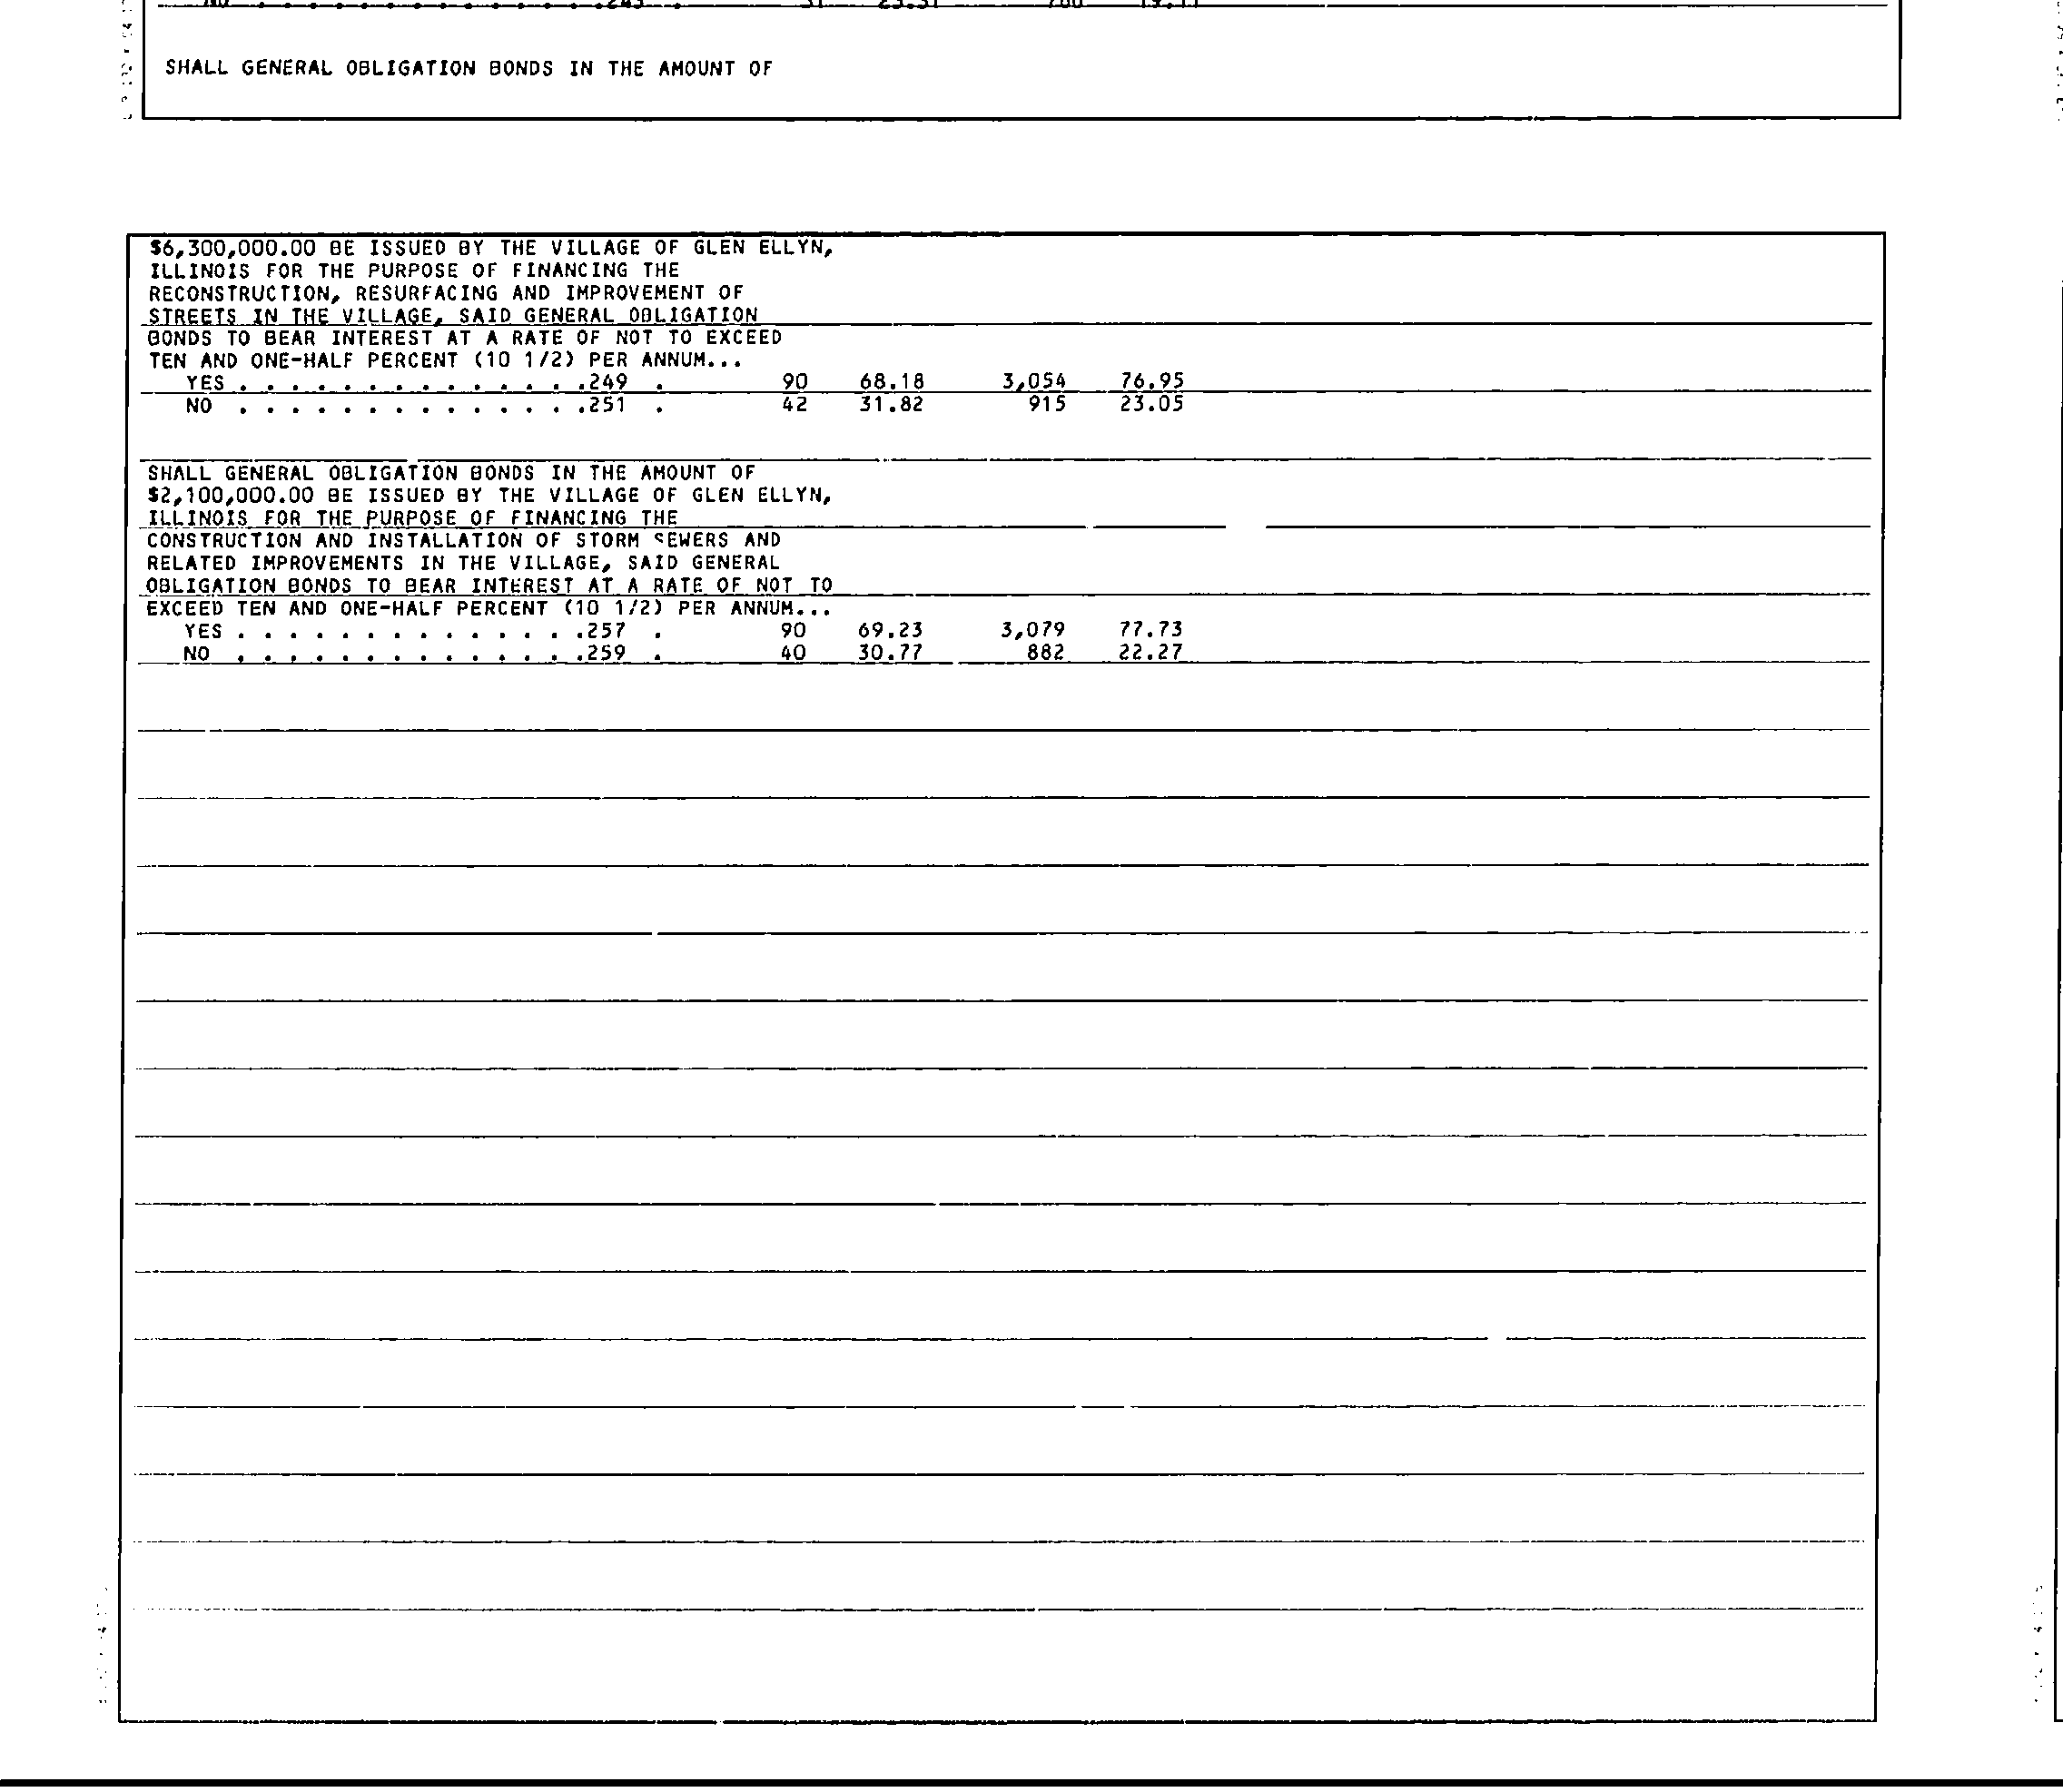 SHALL GENERAL OBLIGATION BONDS IN THE AMOUNT OF
$6,300,000.00 BE ISSUED BY THE VILLAGE OF GLEN ELLYN,
ILLINOIS FOR THE PURPOSE OF FINANCING THE
RECONSTRUCTION, RESURFACING AND IMPROVEMENT OF
STREETS IN THE VILLAGE, SAID GENERAL OBLIGATION
BONDS TO BEAR INTEREST AT A RATE OF NOT TO EXCEED
TEN AND ONE-HALF PERCENT (10 1/2) PER ANNUM...
YES . . . . . . . . . . . . . .249 . 90 68.18 3,054 76.95
NO . . . . . . . . . . . . . .251 . 42 31.82 915 23.05
SHALL GENERAL OBLIGATION BONDS IN THE AMOUNT OF
$2,100,000.00 BE ISSUED BY THE VILLAGE OF GLEN ELLYN,
ILLINOIS FOR THE PURPOSE OF FINANCING THE
CONSTRUCTION AND INSTALLATION OF STORM SEWERS AND
RELATED IMPROVEMENTS IN THE VILLAGE, SAID GENERAL
OBLIGATION BONDS TO BEAR INTEREST AT A RATE OF NOT TO
EXCEED TEN AND ONE-HALF PERCENT (10 1/2) PER ANNUM...
YES . . . . . . . . . . . . . .257 . 90 69.23 3,079 77.73
NO . . . . . . . . . . . . . .259 . 40 30.77 882 22.27